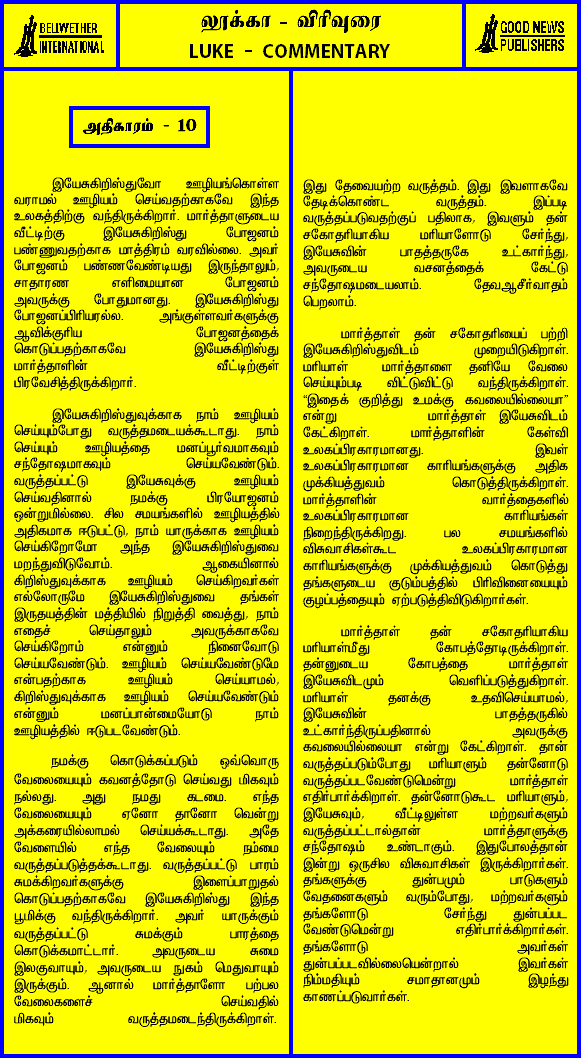 BELLWETHER
INTERNATIONAL
லூக்கா - விரிவுரை
LUKE - COMMENTARY
GOOD NEWS
PUBLISHERS
அதிகாரம் - 10
இயேசுகிறிஸ்துவோ ஊழியங்கொள்ள
வராமல் ஊழியம் செய்வதற்காகவே இந்த
உலகத்திற்கு வந்திருக்கிறார். மார்த்தாளுடைய
வீட்டிற்கு இயேசுகிறிஸ்து போஜனம்
பண்ணுவதற்காக மாத்திரம் வரவில்லை. அவர்
போஜனம் பண்ணவேண்டியது இருந்தாலும்,
சாதாரண எளிமையான போஜனம்
அவருக்கு போதுமானது. இயேசுகிறிஸ்து
போஜனப்பிரியரல்ல. அங்குள்ளவர்களுக்கு
ஆவிக்குரிய போஜனத்தைக்
கொடுப்பதற்காகவே இயேசுகிறிஸ்து
மார்த்தாளின் வீட்டிற்குள்
பிரவேசித்திருக்கிறார்.
இயேசுகிறிஸ்துவுக்காக நாம் ஊழியம்
செய்யும்போது வருத்தமடையக்கூடாது. நாம்
செய்யும் ஊழியத்தை மனப்பூர்வமாகவும்
சந்தோஷமாகவும் செய்யவேண்டும்.
வருத்தப்பட்டு இயேசுவுக்கு ஊழியம்
செய்வதினால் நமக்கு பிரயோஜனம்
ஒன்றுமில்லை. சில சமயங்களில் ஊழியத்தில்
அதிகமாக ஈடுபட்டு, நாம் யாருக்காக ஊழியம்
செய்கிறோமோ அந்த இயேசுகிறிஸ்துவை
மறந்துவிடுவோம். ஆகையினால்
கிறிஸ்துவுக்காக ஊழியம் செய்கிறவர்கள்
எல்லோருமே இயேசுகிறிஸ்துவை தங்கள்
இருதயத்தின் மத்தியில் நிறுத்தி வைத்து, நாம்
எதைச் செய்தாலும் அவருக்காகவே
செய்கிறோம் என்னும் நினைவோடு
செய்யவேண்டும். ஊழியம் செய்யவேண்டுமே
என்பதற்காக ஊழியம் செய்யாமல்,
கிறிஸ்துவுக்காக ஊழியம் செய்யவேண்டும்
என்னும் மனப்பான்மையோடு நாம்
ஊழியத்தில் ஈடுபடவேண்டும்.
நமக்கு கொடுக்கப்படும் ஒவ்வொரு
வேலையையும் கவனத்தோடு செய்வது மிகவும்
நல்லது. அது நமது கடமை. எந்த
வேலையையும் ஏனோ தானோ வென்று
அக்கரையில்லாமல் செய்யக்கூடாது. அதே
வேளையில் எந்த வேலையும் நம்மை
வருத்தப்படுத்தக்கூடாது. வருத்தப்பட்டு பாரம்
சுமக்கிறவர்களுக்கு இளைப்பாறுதல்
கொடுப்பதற்காகவே இயேசுகிறிஸ்து இந்த
பூமிக்கு வந்திருக்கிறார். அவர் யாருக்கும்
வருத்தப்பட்டு சுமக்கும் பாரத்தை
கொடுக்கமாட்டார். அவருடைய சுமை
இலகுவாயும், அவருடைய நுகம் மெதுவாயும்
இருக்கும். ஆனால் மார்த்தாளோ பற்பல
வேலைகளைச் செய்வதில்
மிகவும் வருத்தமடைந்திருக்கிறாள்.
இது தேவையற்ற வருத்தம். இது இவளாகவே
தேடிக்கொண்ட வருத்தம். இப்படி
வருத்தப்படுவதற்குப் பதிலாக, இவளும் தன்
சகோதரியாகிய மரியாளோடு சேர்ந்து,
இயேசுவின் பாதத்தருகே உட்கார்ந்து,
அவருடைய வசனத்தைக் கேட்டு
சந்தோஷமடையலாம். தேவஆசீர்வாதம்
பெறலாம்.
மார்த்தாள் தன் சகோதரியைப் பற்றி
இயேசுகிறிஸ்துவிடம் முறையிடுகிறாள்.
மரியாள் மார்த்தாளை தனியே வேலை
செய்யும்படி விட்டுவிட்டு வந்திருக்கிறாள்.
“இதைக் குறித்து உமக்கு கவலையில்லையா”
என்று மார்த்தாள் இயேசுவிடம்
கேட்கிறாள். மார்த்தாளின் கேள்வி
உலகப்பிரகாரமானது. இவள்
உலகப்பிரகாரமான காரியங்களுக்கு அதிக
முக்கியத்துவம் கொடுத்திருக்கிறாள்.
மார்த்தாளின் வார்த்தைகளில்
உலகப்பிரகாரமான காரியங்கள்
நிறைந்திருக்கிறது. பல சமயங்களில்
விசுவாசிகள்கூட உலகப்பிரகாரமான
காரியங்களுக்கு முக்கியத்துவம் கொடுத்து
தங்களுடைய குடும்பத்தில் பிரிவினையையும்
குழப்பத்தையும் ஏற்படுத்திவிடுகிறார்கள்.
மார்த்தாள் தன் சகோதரியாகிய
மரியாள்மீது கோபத்தோடிருக்கிறாள்.
தன்னுடைய கோபத்தை மார்த்தாள்
இயேசுவிடமும் வெளிப்படுத்துகிறாள்.
மரியாள் தனக்கு உதவிசெய்யாமல்,
இயேசுவின் பாதத்தருகில்
உட்கார்ந்திருப்பதினால் அவருக்கு
கவலையில்லையா என்று கேட்கிறாள். தான்
வருத்தப்படும்போது மரியாளும் தன்னோடு
வருத்தப்படவேண்டுமென்று மார்த்தாள்
எதிர்பார்க்கிறாள். தன்னோடுகூட மரியாளும்,
இயேசுவும், வீட்டிலுள்ள மற்றவர்களும்
வருத்தப்பட்டால்தான் மார்த்தாளுக்கு
சந்தோஷம் உண்டாகும். இதுபோலத்தான்
இன்று ஒருசில விசுவாசிகள் இருக்கிறார்கள்.
தங்களுக்கு துன்பமும் பாடுகளும்
வேதனைகளும் வரும்போது, மற்றவர்களும்
தங்களோடு சேர்ந்து துன்பப்பட
வேண்டுமென்று எதிர்பார்க்கிறார்கள்.
தங்களோடு அவர்கள்
துன்பப்படவில்லையென்றால் இவர்கள்
நிம்மதியும் சமாதானமும் இழந்து
காணப்படுவார்கள்.